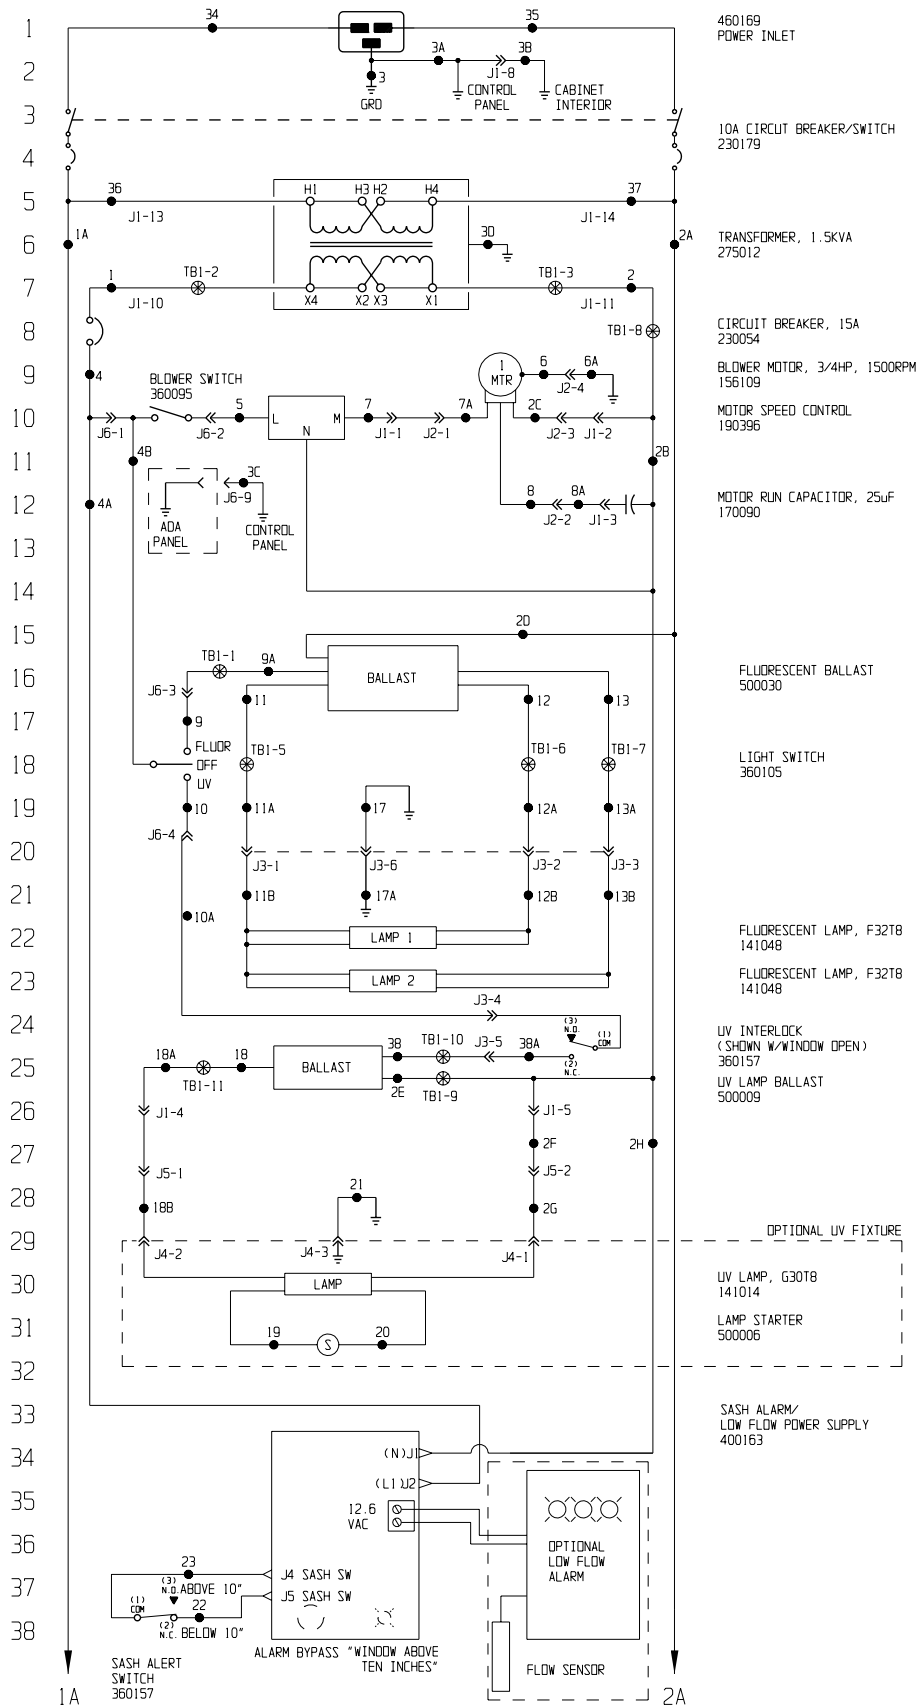 1
34
35
460169
POWER INLET
2
3A
3B
3
J1-8
GRD
CONTROL
PANEL
CABINET
INTERIOR
3
10A CIRCUT BREAKER/SWITCH
230179
4
5
36
J1-13
H1
H3
H2
H4
37
J1-14
6
1A
3D
2A
TRANSFORMER, 1.5KVA
275012
7
1
J1-10
TB1-2
X4
X2
X3
X1
TB1-3
2
J1-11
8
TB1-8
CIRCUIT BREAKER, 15A
230054
9
4
BLOWER SWITCH
360095
1
MTR
6
6A
J2-4
BLOWER MOTOR, 3/4HP, 1500RPM
156109
10
J6-1
J6-2
5
L
M
N
7
J1-1
J2-1
7A
2C
J2-3
J1-2
MOTOR SPEED CONTROL
190396
11
4B
3C
2B
12
4A
J6-9
ADA
PANEL
CONTROL
PANEL
8
8A
J2-2
J1-3
MOTOR RUN CAPACITOR, 25uF
170090
13
14
15
2D
16
TB1-1
9A
BALLAST
FLUORESCENT BALLAST
500030
J6-3
11
12
13
17
9
FLUOR
TB1-5
TB1-6
TB1-7
18
OFF
UV
LIGHT SWITCH
360105
19
10
11A
17
12A
13A
J6-4
20
J3-1
J3-6
J3-2
J3-3
21
11B
17A
12B
13B
10A
22
LAMP 1
FLUORESCENT LAMP, F32T8
141048
23
LAMP 2
FLUORESCENT LAMP, F32T8
141048
J3-4
24
(3)
N.O.
(1)
COM
UV INTERLOCK
(SHOWN W/WINDOW OPEN)
360157
25
18A
18
TB1-11
BALLAST
38
TB1-10
J3-5
38A
(2)
N.C.
2E
TB1-9
UV LAMP BALLAST
500009
26
J1-4
J1-5
27
2F
2H
J5-1
J5-2
28
18B
21
2G
29
OPTIONAL UV FIXTURE
J4-2
J4-3
J4-1
30
LAMP
UV LAMP, G30T8
141014
31
19
S
20
LAMP STARTER
500006
32
33
SASH ALARM/
LOW FLOW POWER SUPPLY
400163
34
(N)J1
(L1)J2
35
12.6
VAC
36
OPTIONAL
LOW FLOW
ALARM
23
J4 SASH SW
37
(3)
N.O.
ABOVE 10"
J5 SASH SW
(1)
COM
22
38
(2)
N.C.
BELOW 10"
ALARM BYPASS
"WINDOW ABOVE
TEN INCHES"
FLOW SENSOR
SASH ALERT
SWITCH
360157
1A
2A